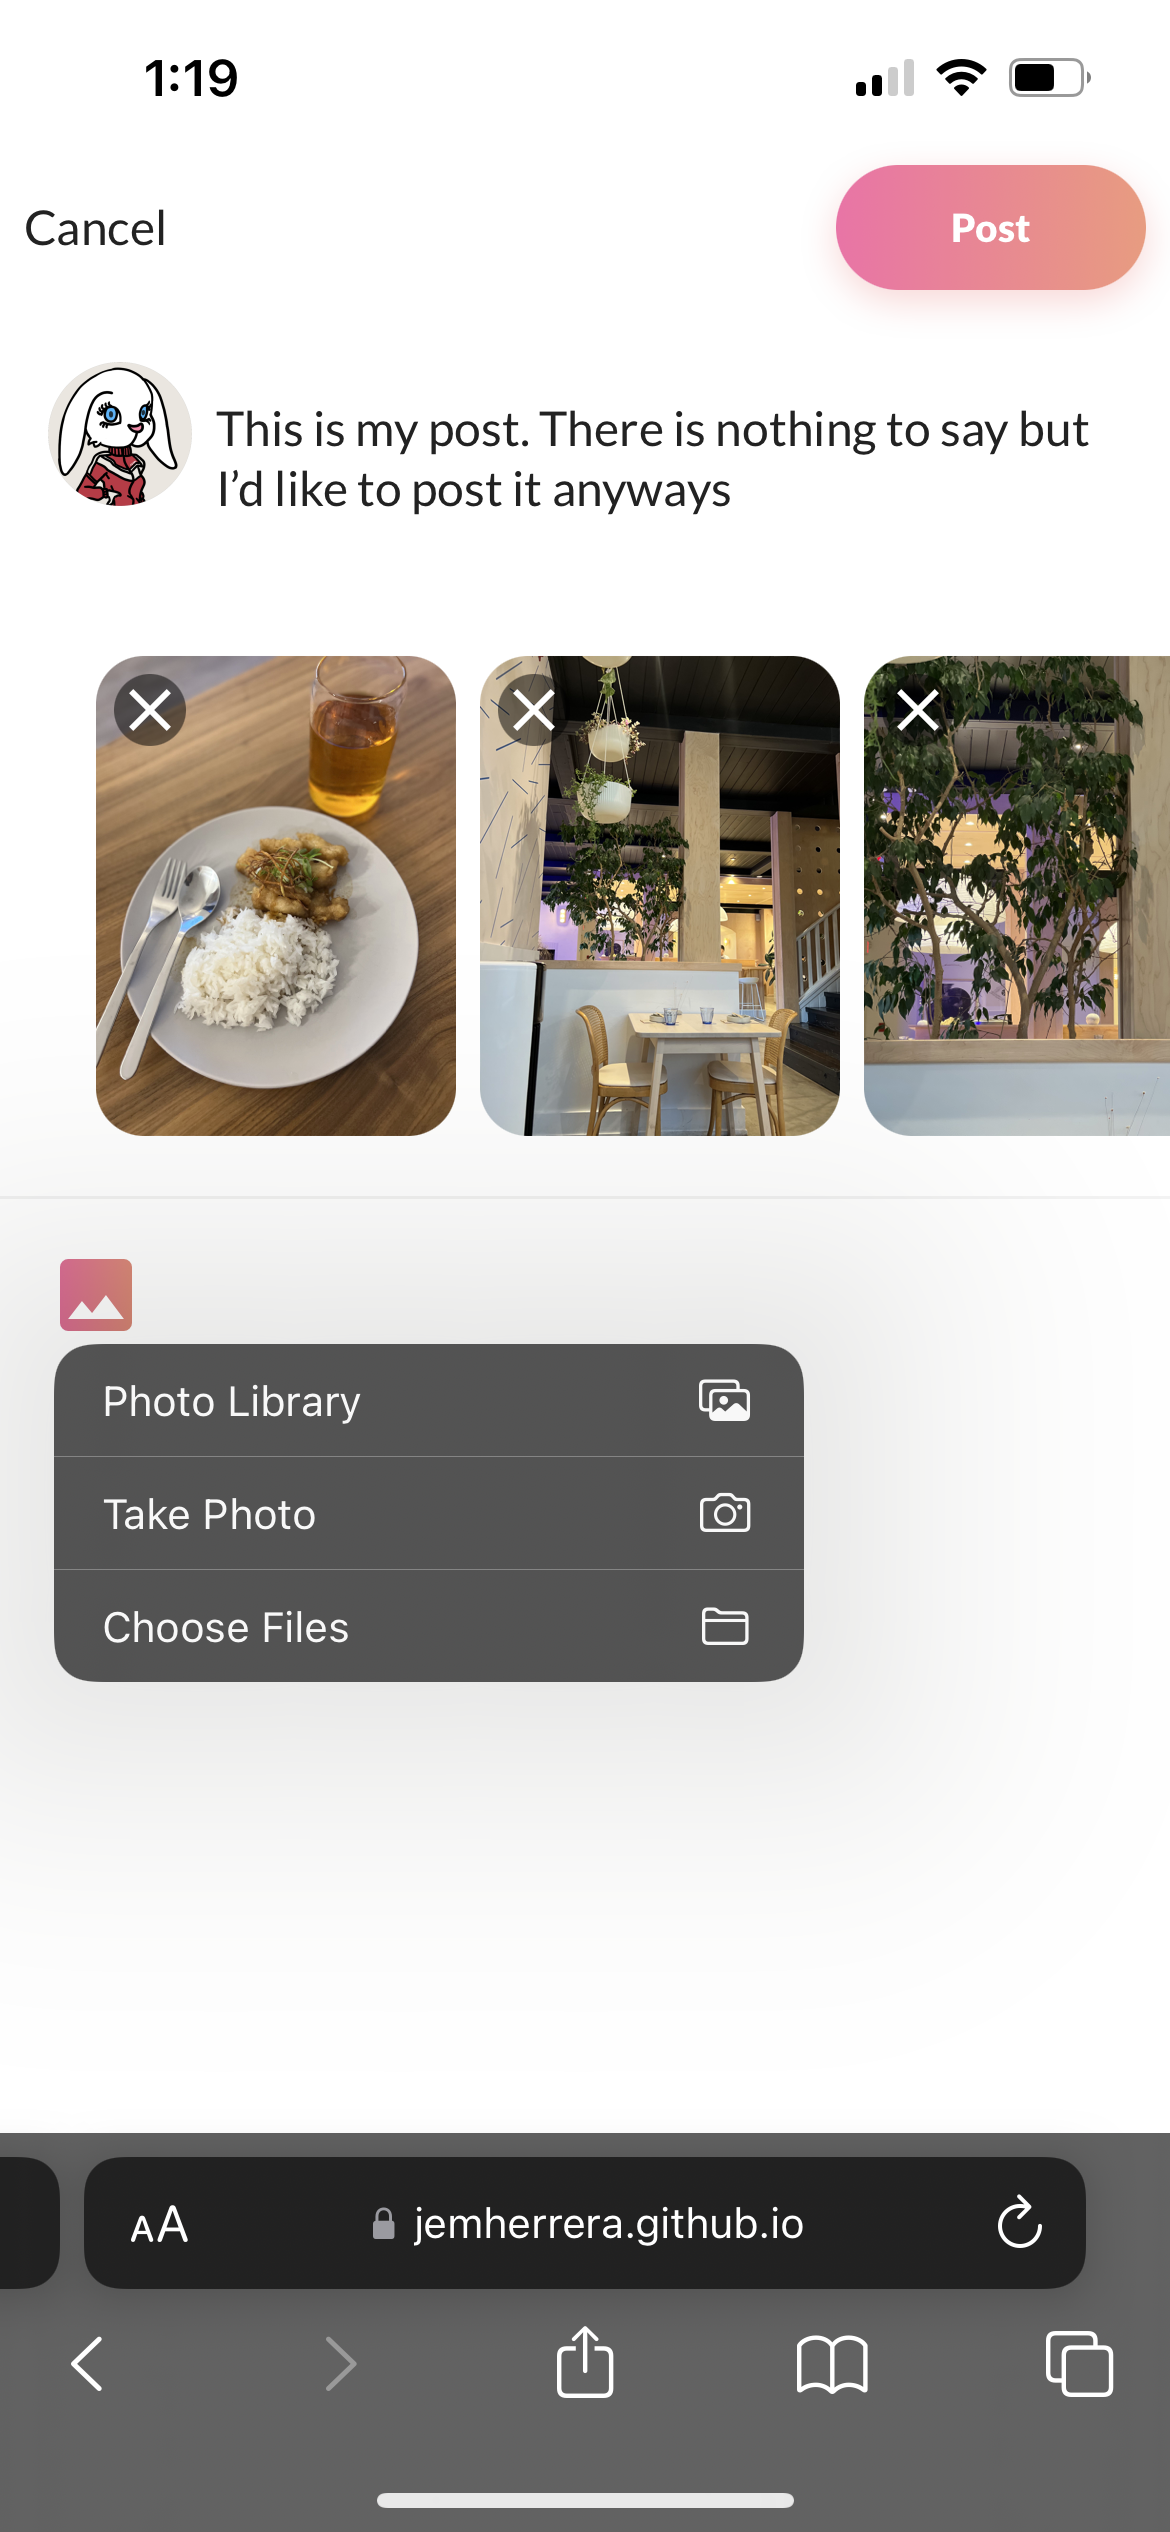 1:19
Cancel
Post
This is my post. There is nothing to say but
I’d like to post it anyways
Photo Library
Take Photo
Choose Files
AA
jemherrera.github.io